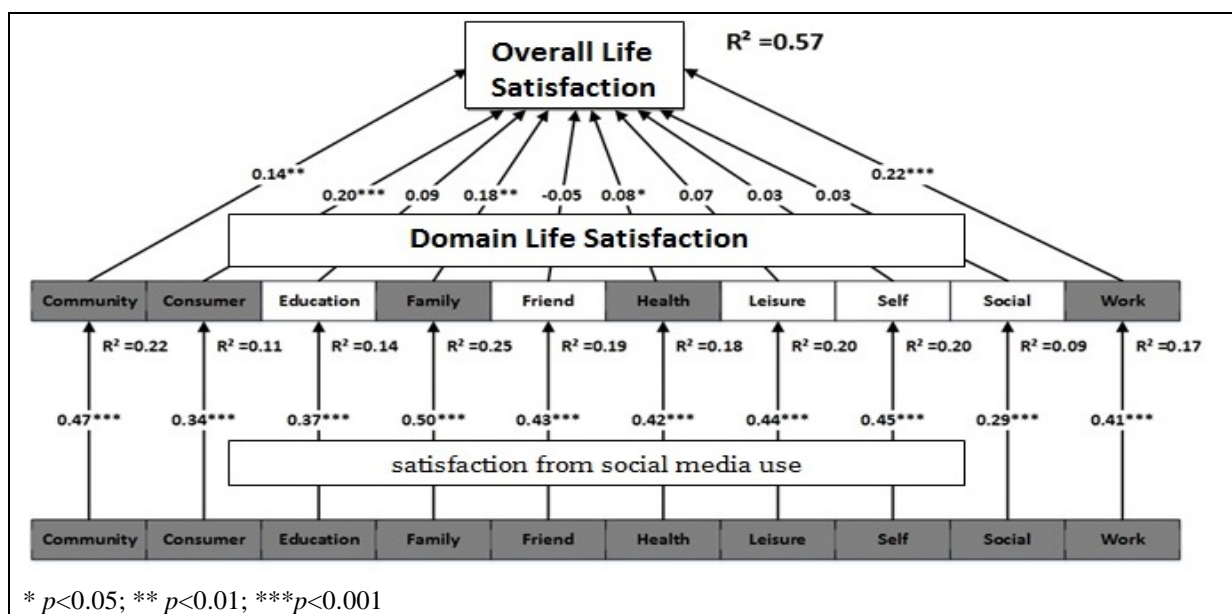 Overall Life
Satisfaction
R² =0.57
0.14**
0.20***
0.09
0.18**
-0.05
0.08*
0.07
0.03
0.03
0.22***
Domain Life Satisfaction
Community Consumer Education Family Friend Health Leisure Self Social Work
R² =0.22 R² =0.11 R² =0.14 R² =0.25 R² =0.19 R² =0.18 R² =0.20 R² =0.20 R² =0.09 R² =0.17
0.47*** 0.34*** 0.37*** 0.50*** 0.43*** 0.42*** 0.44*** 0.45*** 0.29*** 0.41***
satisfaction from social media use
Community Consumer Education Family Friend Health Leisure Self Social Work
* p<0.05; ** p<0.01; ***p<0.001